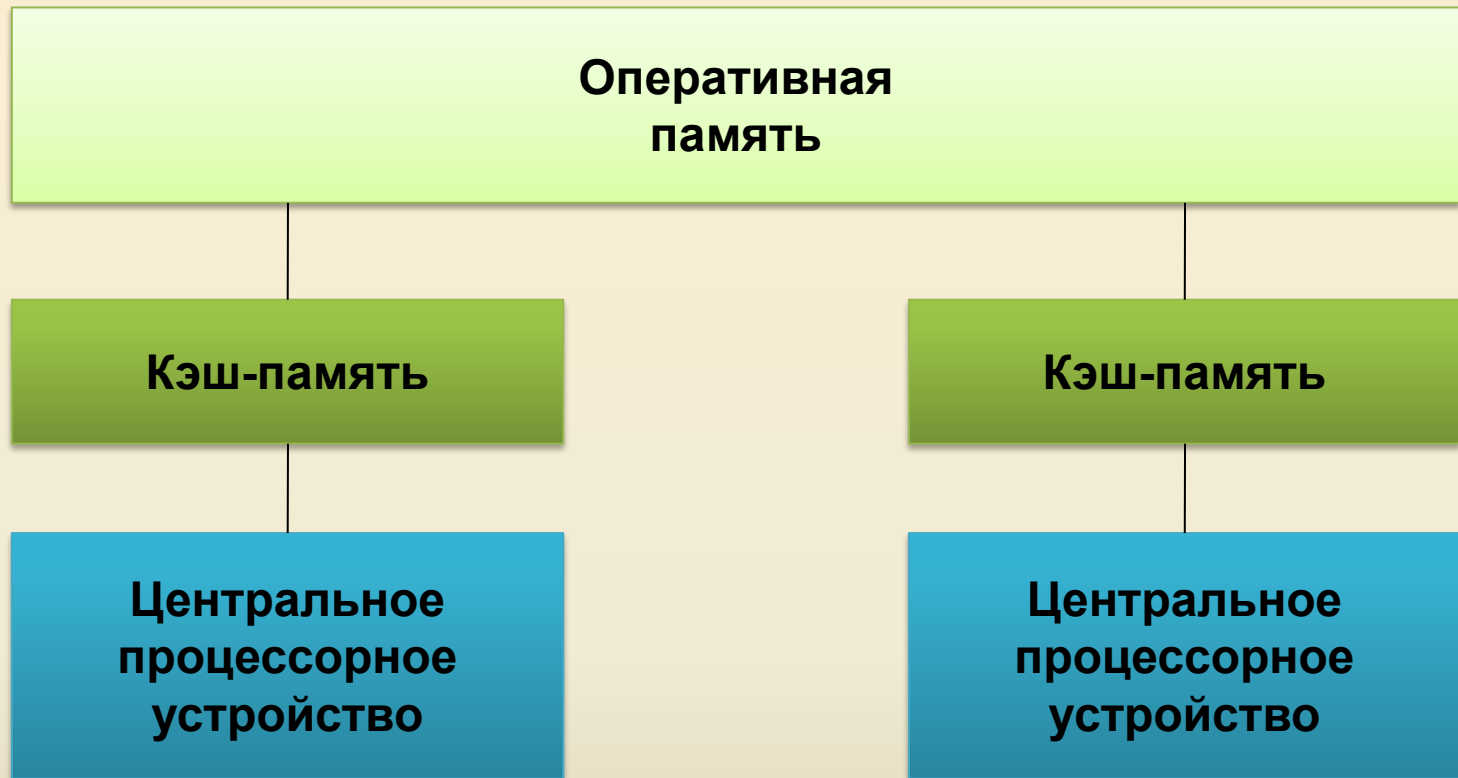 Оперативная
память
Кэш-память
Кэш-память
Центральное
процессорное
устройство
Центральное
процессорное
устройство